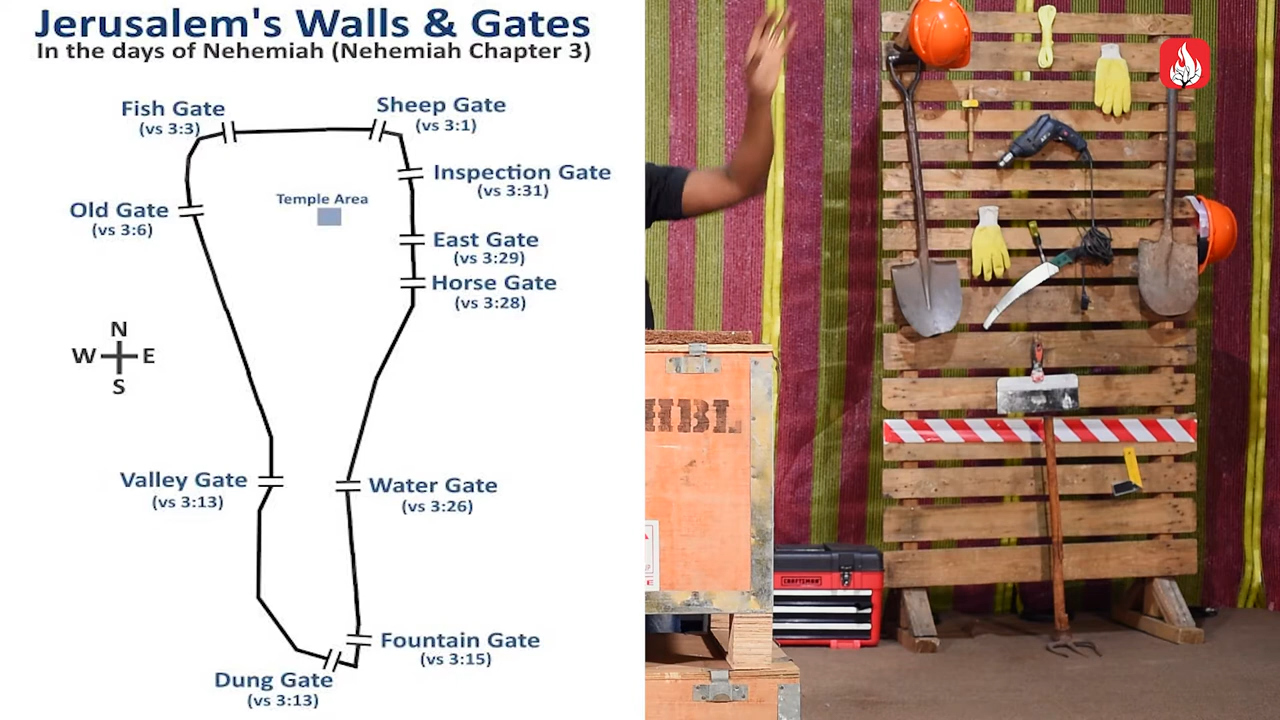 Jerusalem's Walls & Gates
In the days of Nehemiah (Nehemiah Chapter 3)
Fish Gate
(vs 3:3)
Sheep Gate
(vs 3:1)
Inspection Gate
(vs 3:31)
Temple Area
Old Gate
(vs 3:6)
East Gate
(vs 3:29)
Horse Gate
(vs 3:28)
N
W E
S
Valley Gate
(vs 3:13)
Water Gate
(vs 3:26)
Fountain Gate
(vs 3:15)
Dung Gate
(vs 3:13)
HBL
CRAFTSMAN